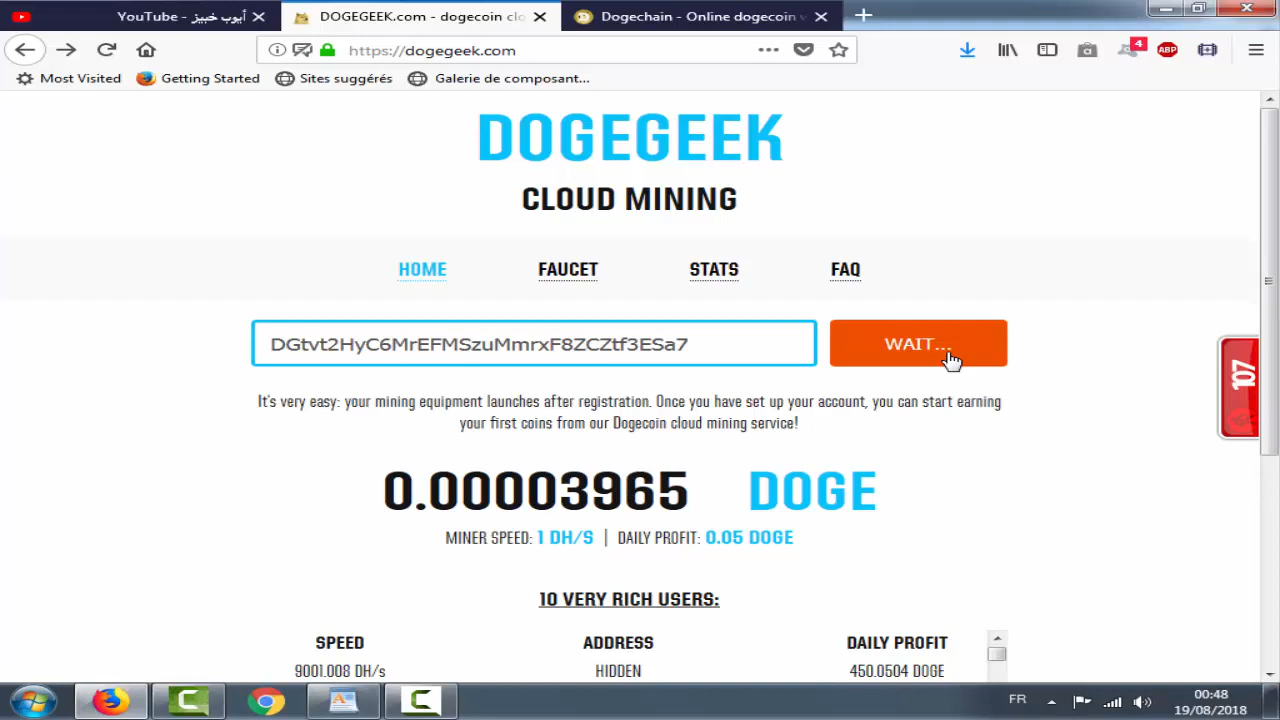 YouTube - أيوب خبيز
DOGEGEEK.com - dogecoin clo
Dogechain - Online dogecoin w
https://dogegeek.com
4
ABP
Most Visited
Getting Started
Sites suggérés
Galerie de composant...
DOGEGEEK
CLOUD MINING
HOME
FAUCET
STATS
FAQ
DGtvt2HyC6MrEFMSzuMmrxF8ZCZtf3ESa7
WAIT...
107
It's very easy: your mining equipment launches after registration. Once you have set up your account, you can start earning
your first coins from our Dogecoin cloud mining service!
0.00003965 DOGE
MINER SPEED: 1 DH/S | DAILY PROFIT: 0.05 DOGE
10 VERY RICH USERS:
SPEED ADDRESS DAILY PROFIT
9001.008 DH/s HIDDEN 450.0504 DOGE
FR
00:48
19/08/2018